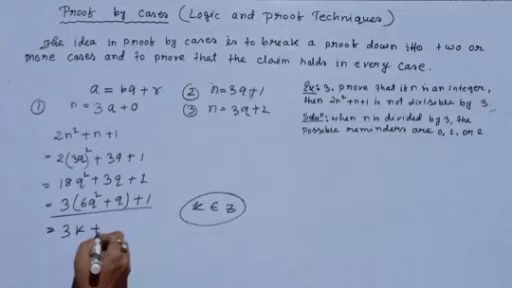 Proof by cases (Logic and Proof Techniques)
The idea in proof by cases is to break a proof down into two or
more cases and to prove that the claim holds in every case.
a = bq + r
① n = 3q + 0
② n = 3q + 1
③ n = 3q + 2
Ex: 3. prove that if n is an integer,
then 2n² + n + 1 is not divisible by 3.
Solu": when n is divided by 3, the
possible reminders are 0, 1, or 2
2n² + n + 1
= 2(3q)² + 3q + 1
= 18q² + 3q + 1
= 3(6q² + q) + 1
= 3k +
k ∈ Z